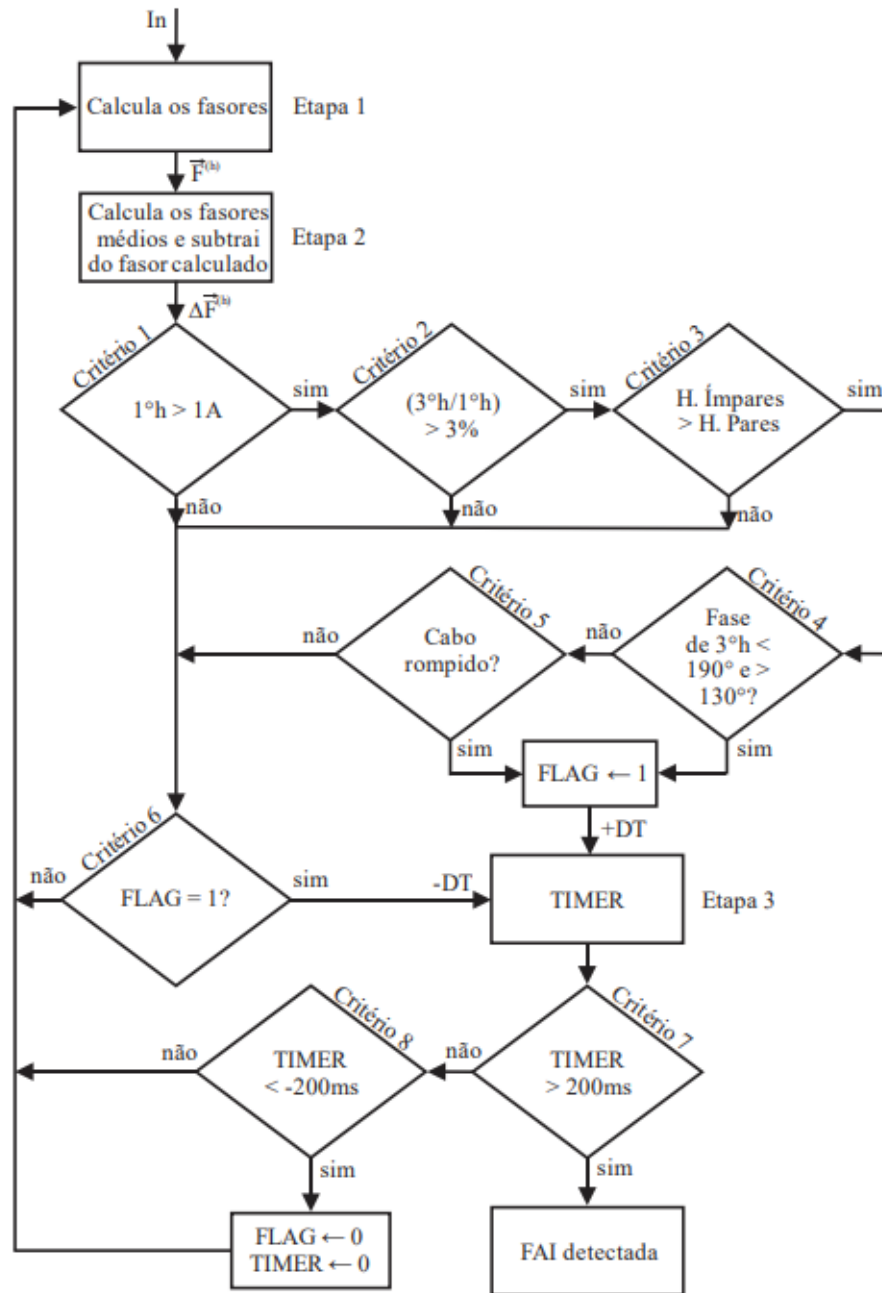 In
Calcula os fasores
Etapa 1
F⃗⁽ʰ⁾
Calcula os fasores
médios e subtrai
do fasor calculado
Etapa 2
ΔF⃗⁽ʰ⁾
Critério 1
1°h > 1A
sim
não
Critério 2
(3°h/1°h)
> 3%
sim
não
Critério 3
H. Ímpares
> H. Pares
sim
não
Critério 4
Fase
de 3°h <
190° e >
130°?
não
sim
Critério 5
Cabo
rompido?
não
sim
FLAG ← 1
+DT
Critério 6
FLAG = 1?
não
sim
-DT
TIMER
Etapa 3
Critério 7
TIMER
> 200ms
não
sim
Critério 8
TIMER
< -200ms
não
sim
FLAG ← 0
TIMER ← 0
FAI detectada